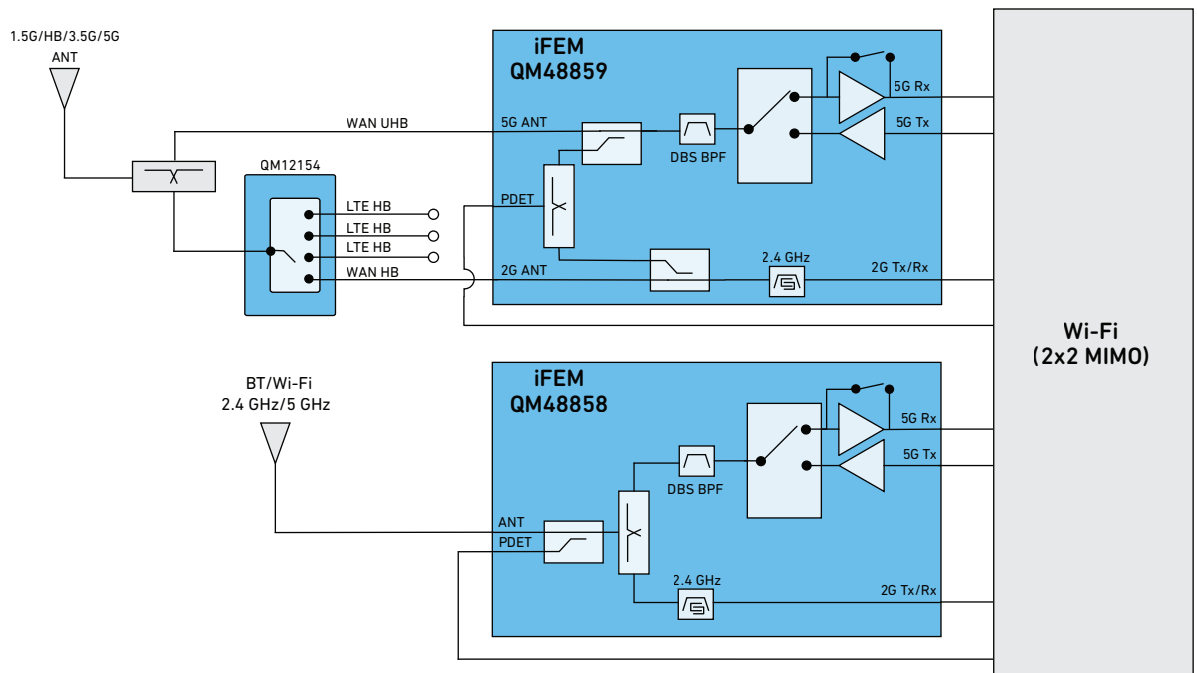 1.5G/HB/3.5G/5G
ANT
WAN UHB
QM12154
LTE HB
LTE HB
LTE HB
WAN HB
iFEM
QM48859
5G ANT
DBS BPF
PDET
2G ANT
2.4 GHz
5G Rx
5G Tx
2G Tx/Rx
Wi-Fi
(2x2 MIMO)
BT/Wi-Fi
2.4 GHz/5 GHz
iFEM
QM48858
ANT
PDET
DBS BPF
2.4 GHz
5G Rx
5G Tx
2G Tx/Rx